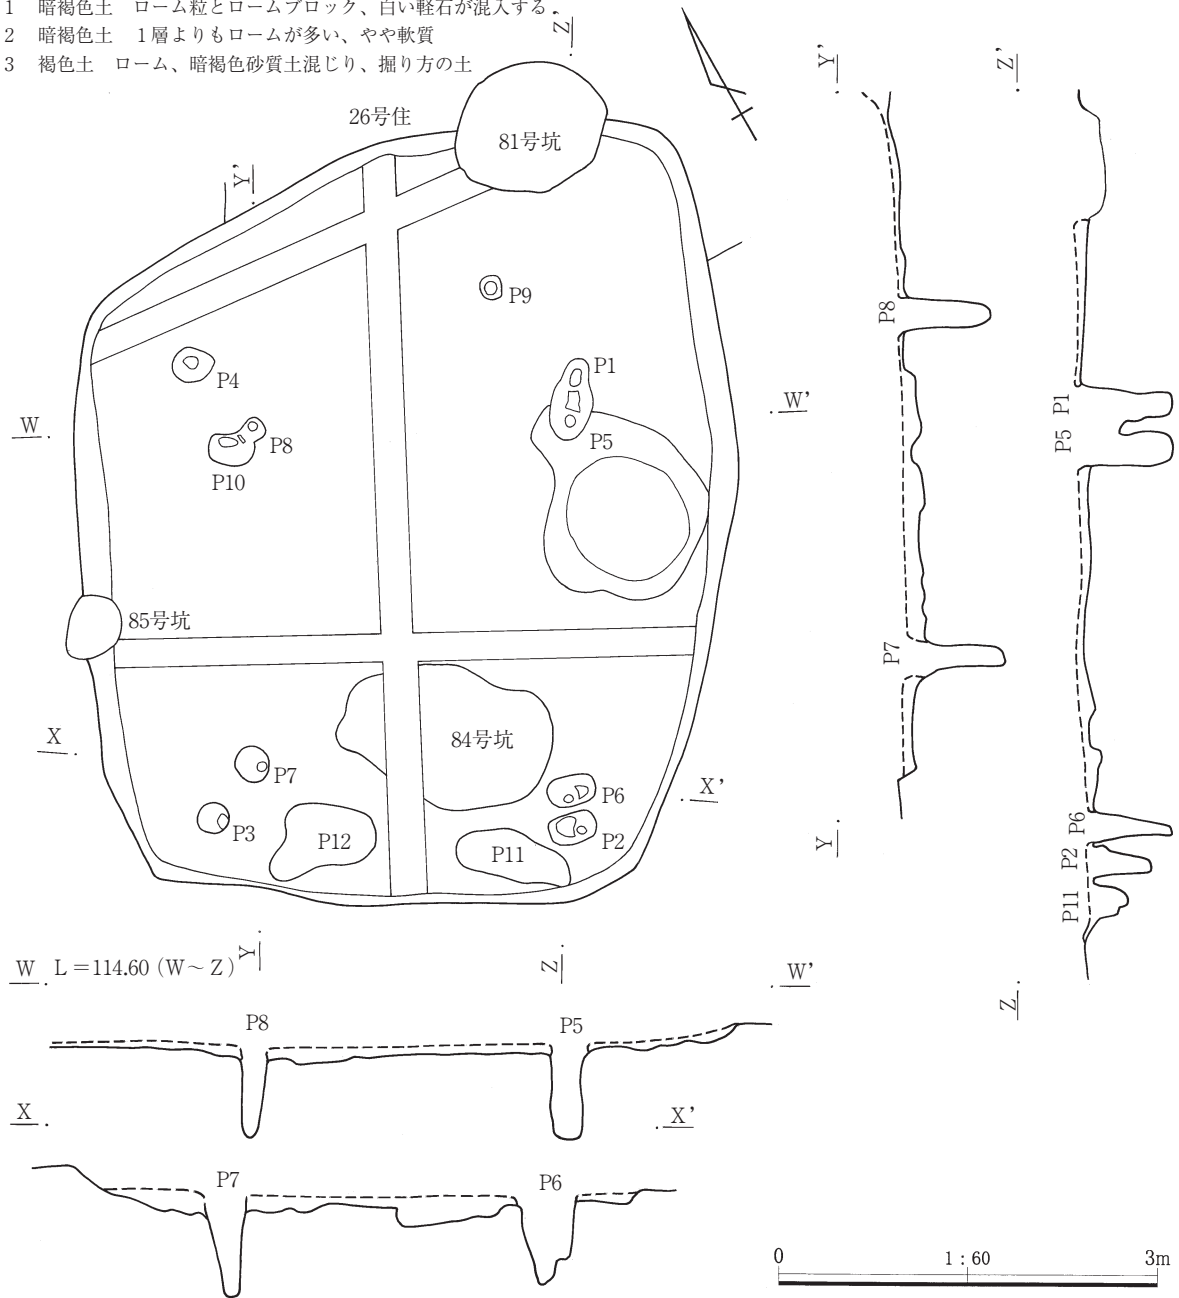 1 暗褐色土 ローム粒とロームブロック、白い軽石が混入する。
2 暗褐色土 1層よりもロームが多い、やや軟質
3 褐色土 ローム、暗褐色砂質土混じり、掘り方の土
Z'
Y'
Z'
26号住
81号坑
Y'
P9
P8
P4
P1
W
W'
P1
P8
P5
P5
P10
85号坑
P7
X
84号坑
P7
X'
P6
P3
P12
P2
P11
P6
Y
P2
P11
Y
Z
W L=114.60 (W~Z)
W'
Z
P8
P5
X
X'
P7
P6
0 1:60 3m